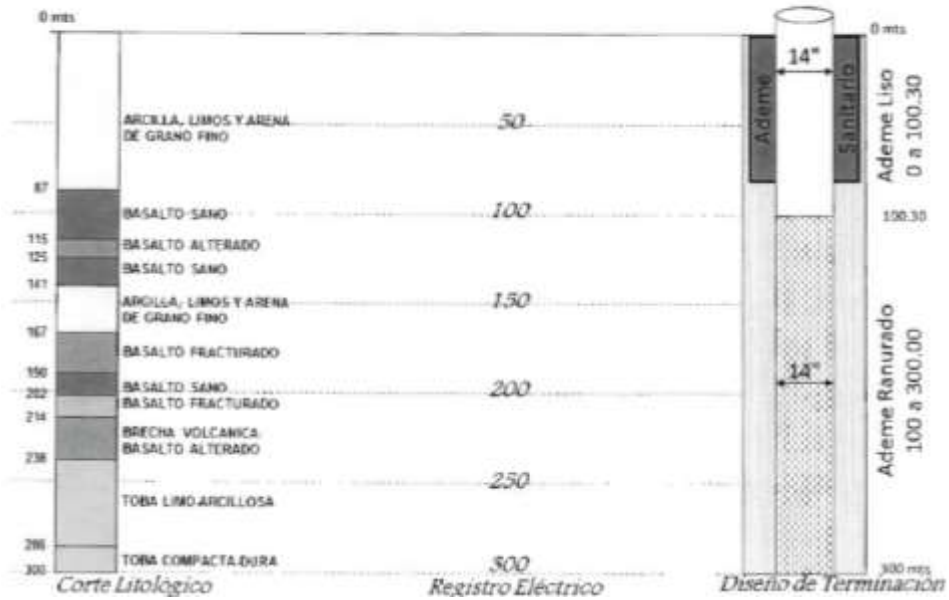 0 mts
ARCILLA, LIMOS Y ARENA
DE GRANO FINO
87
BASALTO SANO
115
BASALTO ALTERADO
125
BASALTO SANO
141
ARCILLA, LIMOS Y ARENA
DE GRANO FINO
167
BASALTO FRACTURADO
190
BASALTO SANO
202
BASALTO FRACTURADO
214
BRECHA VOLCANICA
BASALTO ALTERADO
238
TOBA LIMO-ARCILLOSA
286
TOBA COMPACTA-DURA
300
Corte Litológico
50
100
150
200
250
300
Registro Eléctrico
0 mts
14"
Ademe
Sanitario
Ademe Liso
0 a 100.30
100.30
14"
Ademe Ranurado
100 a 300.00
300 mts
Diseño de Terminación